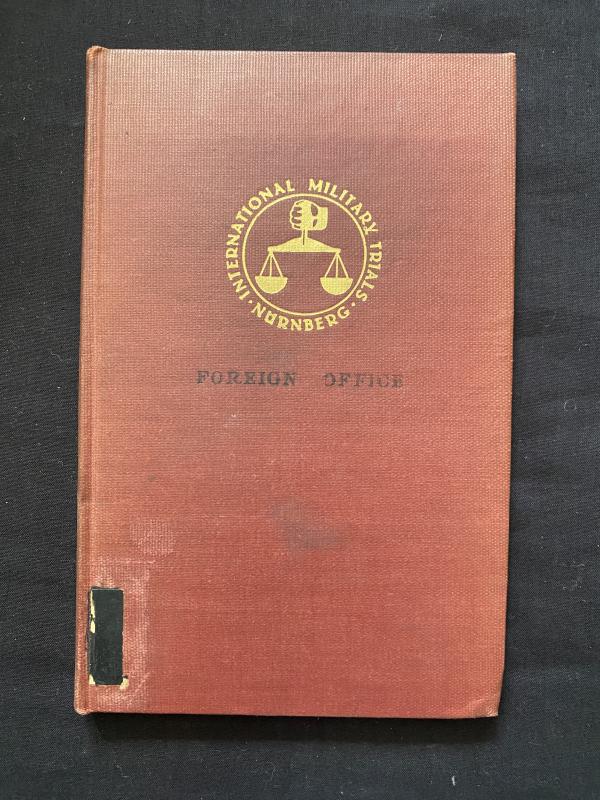 INTERNATIONAL MILITARY TRIALS
· NÜRNBERG ·
FOREIGN OFFICE